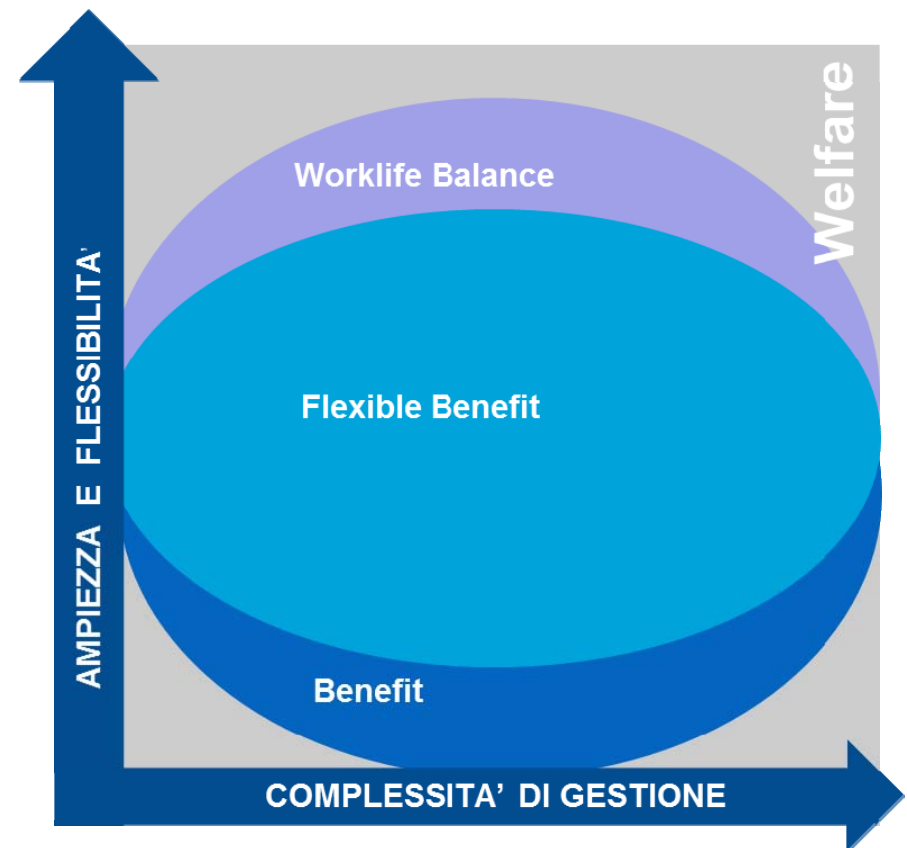 Welfare
Worklife Balance
AMPIEZZA E FLESSIBILITA'
Flexible Benefit
Benefit
COMPLESSITA' DI GESTIONE